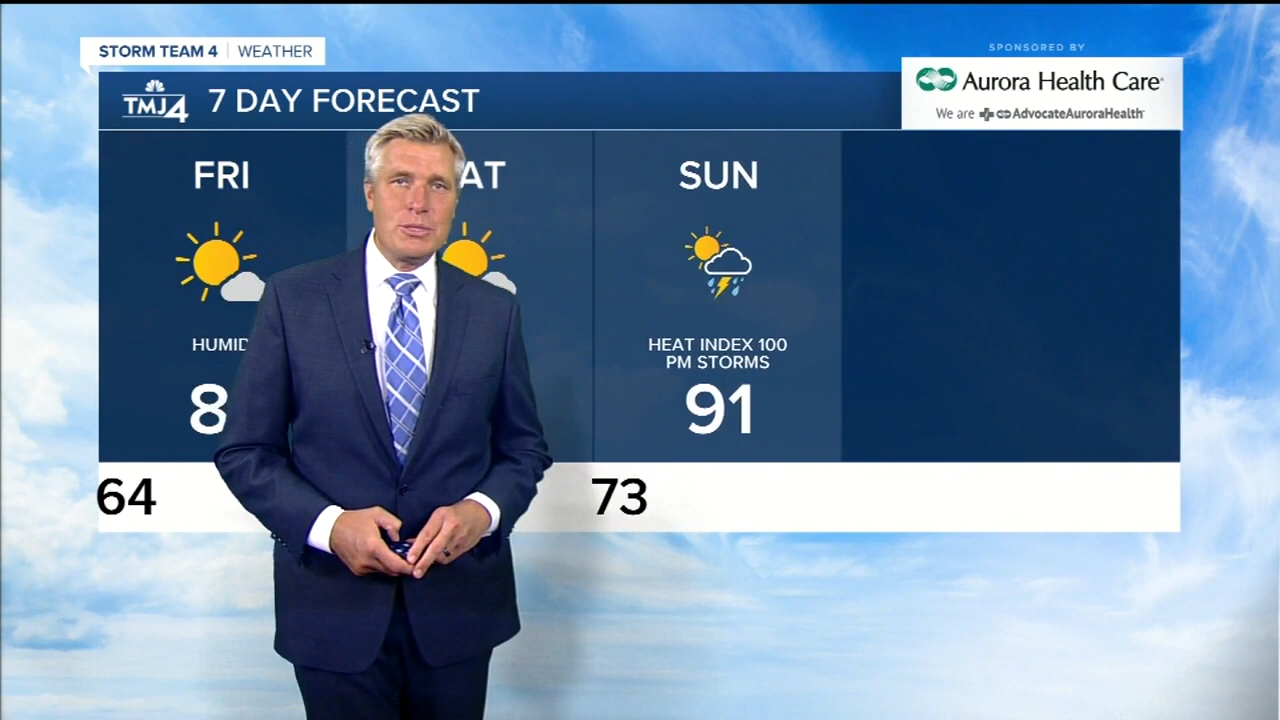 STORM TEAM 4 | WEATHER
SPONSORED BY
Aurora Health Care
We are AdvocateAuroraHealth
TMJ4 7 DAY FORECAST
FRI
SUN
HEAT INDEX 100
PM STORMS
91
64
73